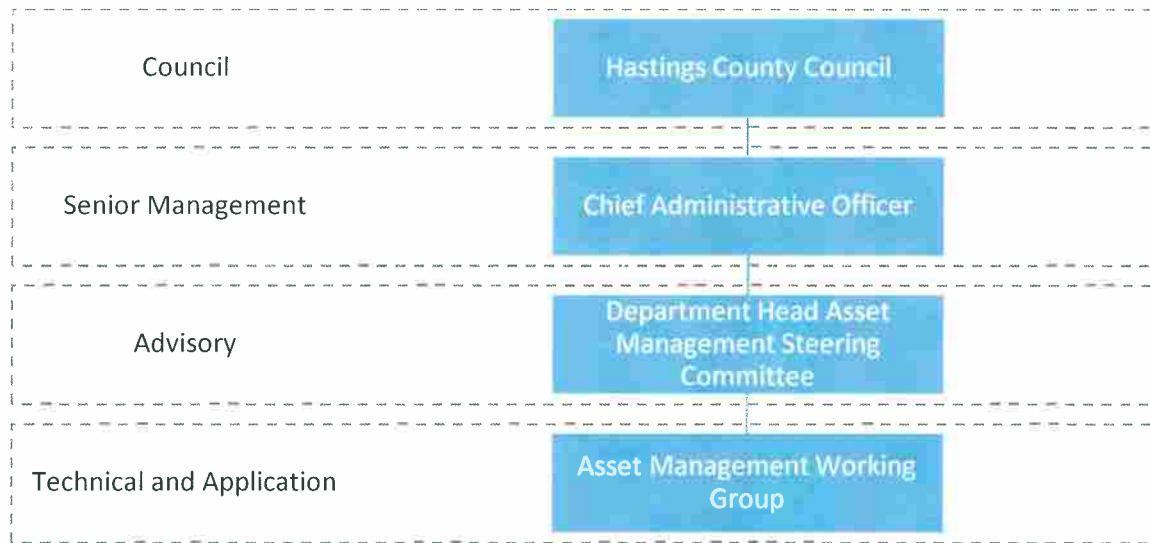 Council
Hastings County Council
Senior Management
Chief Administrative Officer
Advisory
Department Head Asset
Management Steering
Committee
Technical and Application
Asset Management Working
Group